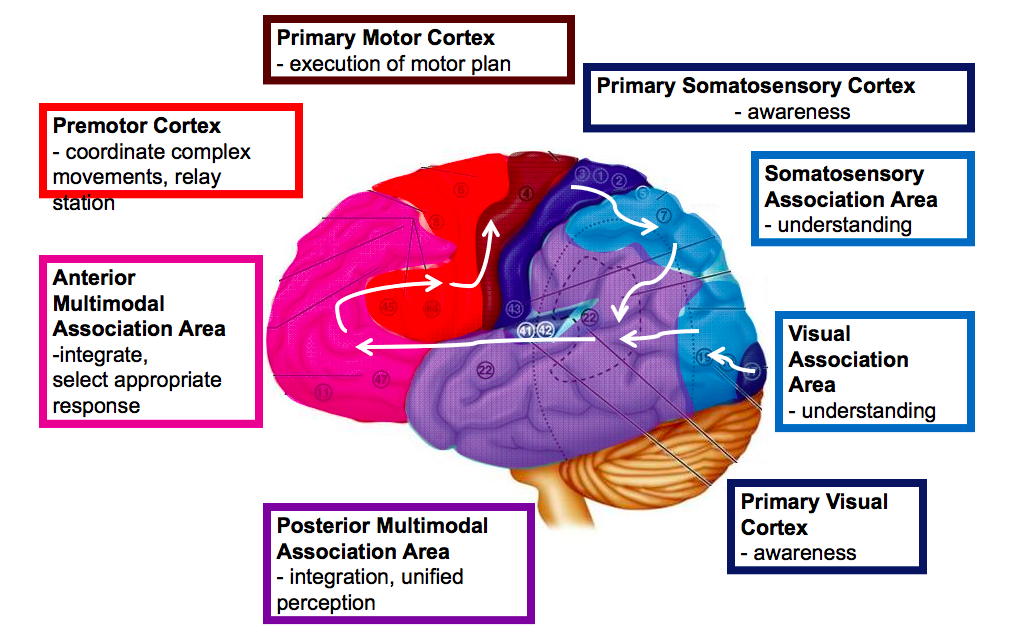 Primary Motor Cortex
- execution of motor plan
Primary Somatosensory Cortex
- awareness
Premotor Cortex
- coordinate complex
movements, relay
station
Somatosensory
Association Area
- understanding
Anterior
Multimodal
Association Area
-integrate,
select appropriate
response
Visual
Association
Area
- understanding
Primary Visual
Cortex
- awareness
Posterior Multimodal
Association Area
- integration, unified
perception
6
4
3 1 2
5
7
45
44
43
41 42
22
22
47
11